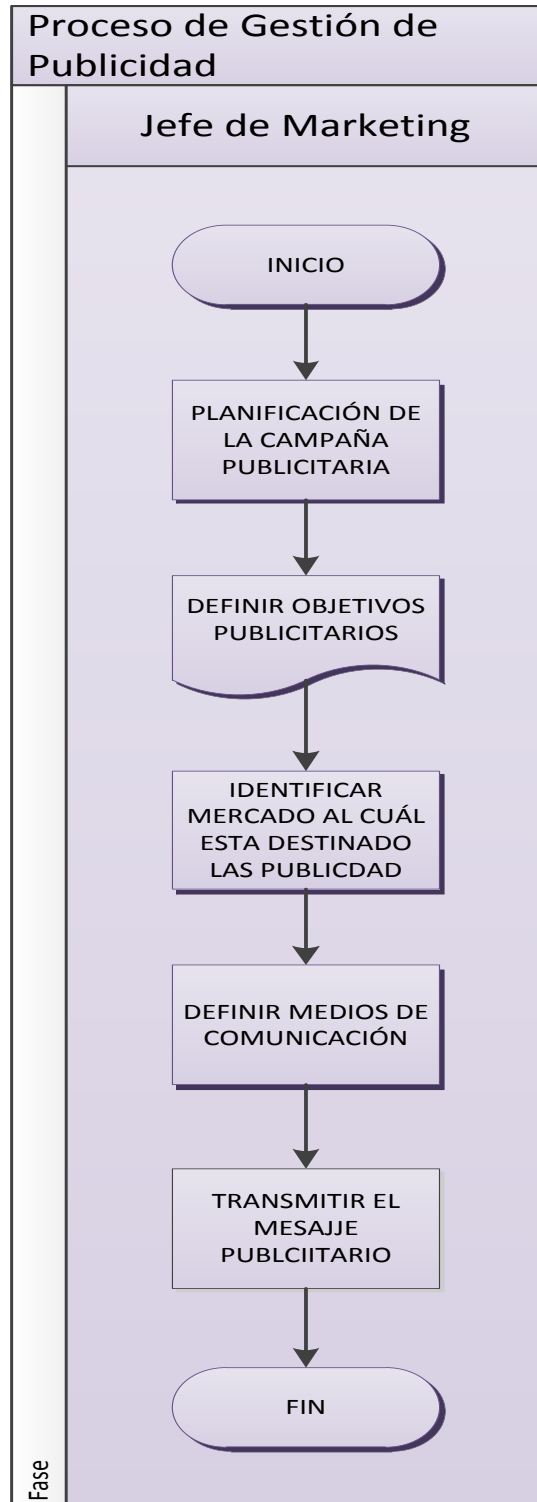 Proceso de Gestión de
Publicidad
Jefe de Marketing
INICIO
PLANIFICACIÓN DE
LA CAMPAÑA
PUBLICITARIA
DEFINIR OBJETIVOS
PUBLICITARIOS
IDENTIFICAR
MERCADO AL CUÁL
ESTA DESTINADO
LAS PUBLICDAD
DEFINIR MEDIOS DE
COMUNICACIÓN
TRANSMITIR EL
MESAJJE
PUBLCIITARIO
FIN
Fase